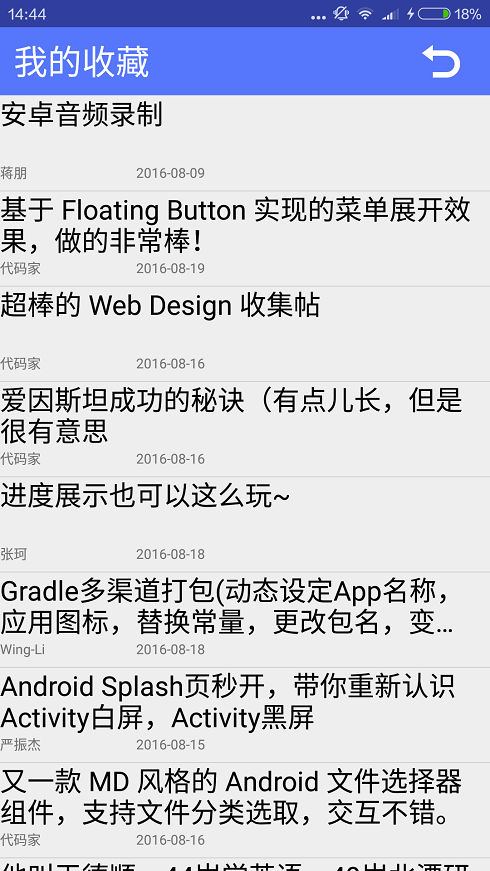 14:44
18%
我的收藏
安卓音频录制
蒋朋 2016-08-09
基于 Floating Button 实现的菜单展开效
果，做的非常棒！
代码家 2016-08-19
超棒的 Web Design 收集帖
代码家 2016-08-16
爱因斯坦成功的秘诀（有点儿长，但是
很有意思
代码家 2016-08-16
进度展示也可以这么玩~
张珂 2016-08-18
Gradle多渠道打包(动态设定App名称，
应用图标，替换常量，更改包名，变…
Wing-Li 2016-08-18
Android Splash页秒开，带你重新认识
Activity白屏，Activity黑屏
严振杰 2016-08-15
又一款 MD 风格的 Android 文件选择器
组件，支持文件分类选取，交互不错。
代码家 2016-08-16